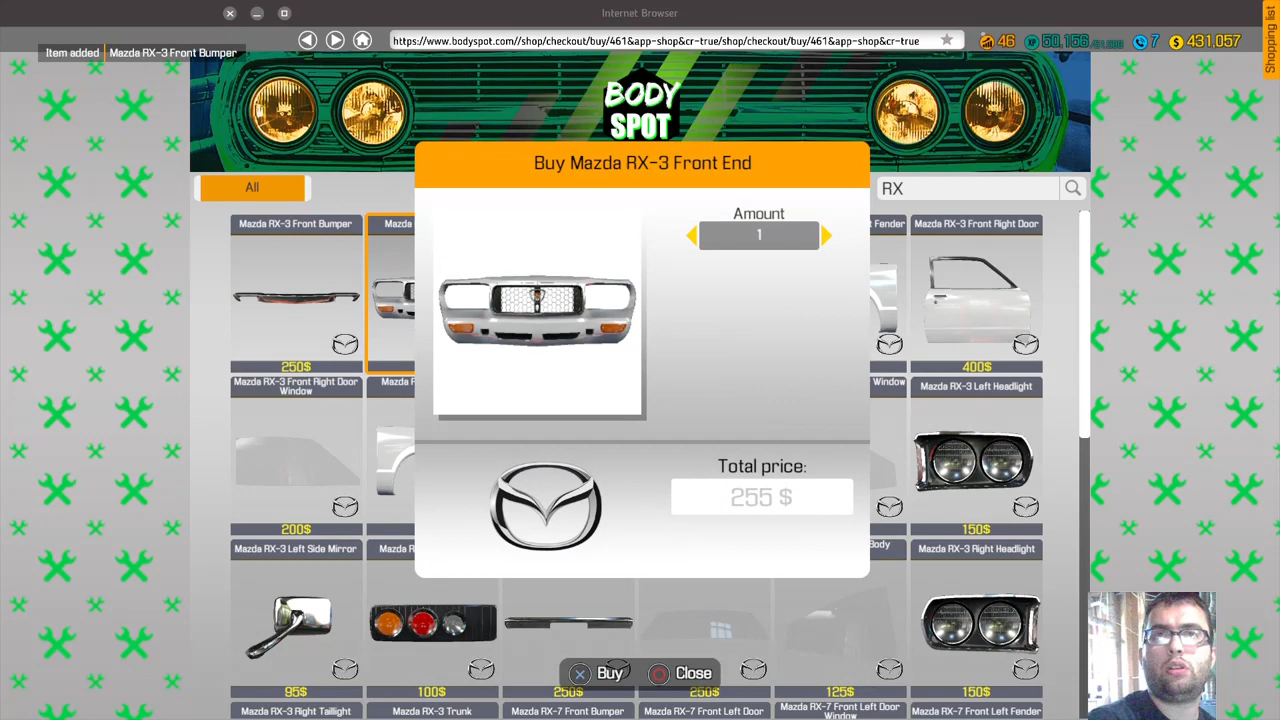 Internet Browser
Item added Mazda RX-3 Front Bumper
https://www.bodyspot.com//shop/checkout/buy/461&app-shop&cr-true/shop/checkout/buy/461&app-shop&cr-true
46
50,156
7
$ 431,057
Shopping list
BODY
SPOT
Buy Mazda RX-3 Front End
All
RX
Amount
1
Mazda RX-3 Front Bumper
Mazda
Fender
Mazda RX-3 Front Right Door
250$
400$
Mazda RX-3 Front Right Door
Window
Mazda R
Window
Mazda RX-3 Left Headlight
Total price:
255 $
200$
150$
Mazda RX-3 Left Side Mirror
Mazda R
Body
Mazda RX-3 Right Headlight
Buy
Close
95$
100$
250$
250$
125$
150$
Mazda RX-3 Right Taillight
Mazda RX-3 Trunk
Mazda RX-7 Front Bumper
Mazda RX-7 Front Left Door
Mazda RX-7 Front Left Door
Window
Mazda RX-7 Front Left Fender